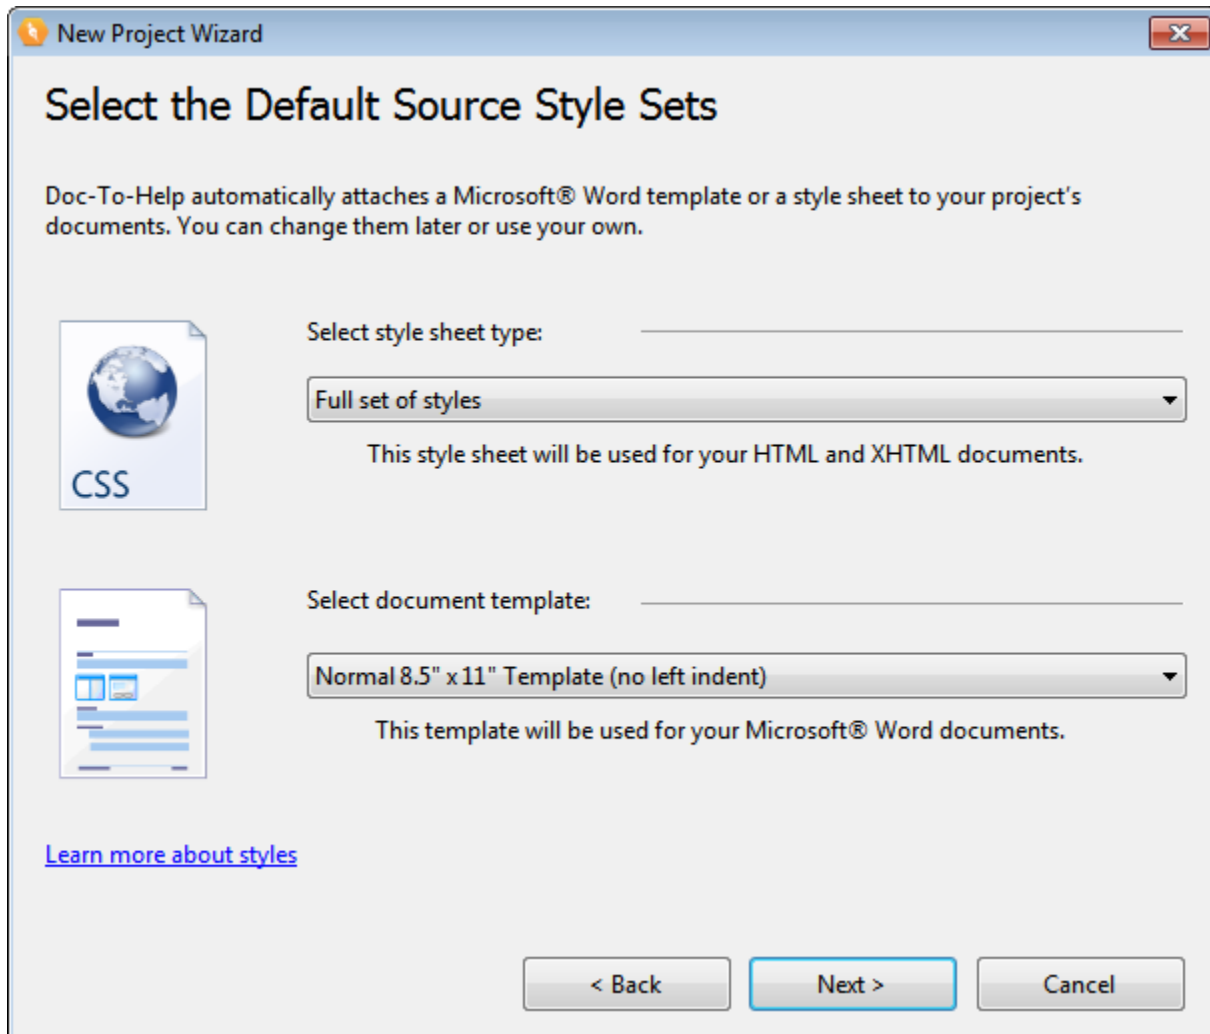 New Project Wizard
Select the Default Source Style Sets
Doc-To-Help automatically attaches a Microsoft® Word template or a style sheet to your project's
documents. You can change them later or use your own.
Select style sheet type:
Full set of styles
This style sheet will be used for your HTML and XHTML documents.
CSS
Select document template:
Normal 8.5" x 11" Template (no left indent)
This template will be used for your Microsoft® Word documents.
Learn more about styles
< Back
Next >
Cancel